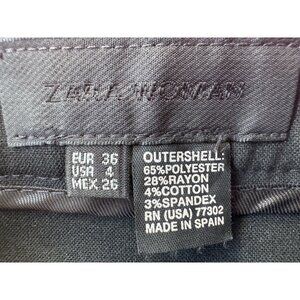 ZARA WOMAN
EUR 36
USA 4
MEX 26
OUTERSHELL:
65%POLYESTER
28%RAYON
4%COTTON
3%SPANDEX
RN (USA) 77302
MADE IN SPAIN